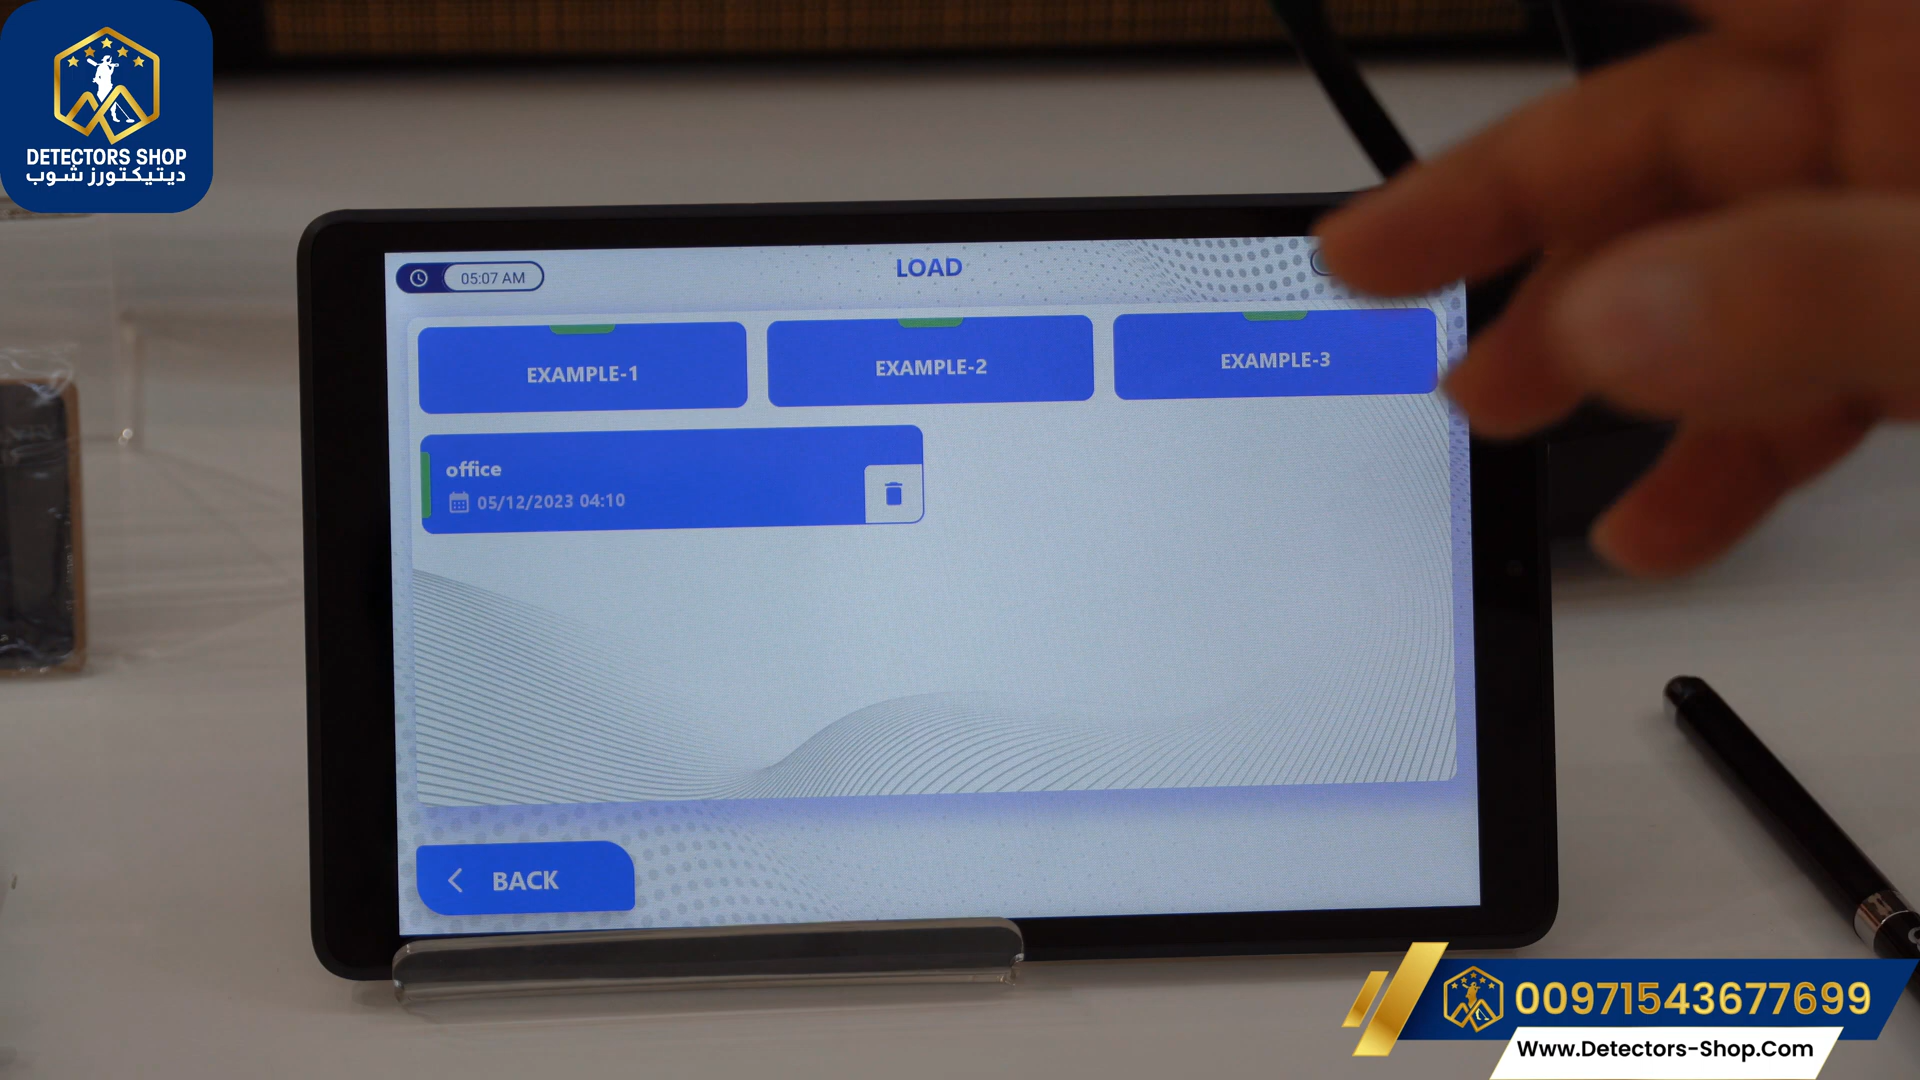 DETECTORS SHOP
ديتيكتورز شوب
05:07 AM
LOAD
EXAMPLE-1
EXAMPLE-2
EXAMPLE-3
office
05/12/2023 04:10
BACK
00971543677699
Www.Detectors-Shop.Com